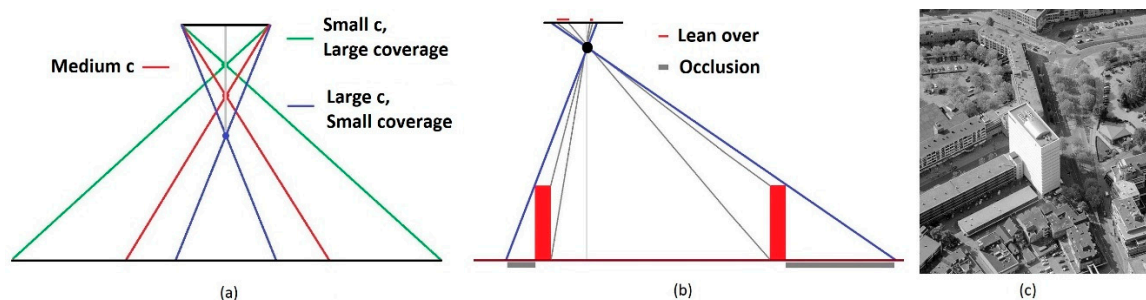 Small c,
Large coverage
Medium c
Large c,
Small coverage
Lean over
Occlusion
(a)
(b)
(c)